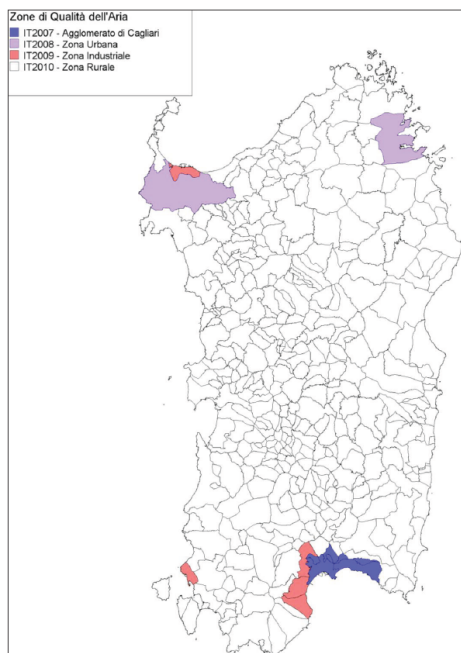 Zone di Qualità dell'Aria
IT2007 - Agglomerato di Cagliari
IT2008 - Zona Urbana
IT2009 - Zona Industriale
IT2010 - Zona Rurale